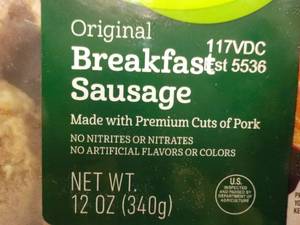 Original
117VDC
Breakfast
st 5536
Sausage
Made with Premium Cuts of Pork
NO NITRITES OR NITRATES
NO ARTIFICIAL FLAVORS OR COLORS
NET WT.
12 OZ (340g)
U.S.
INSPECTED
AND PASSED BY
DEPARTMENT OF
AGRICULTURE